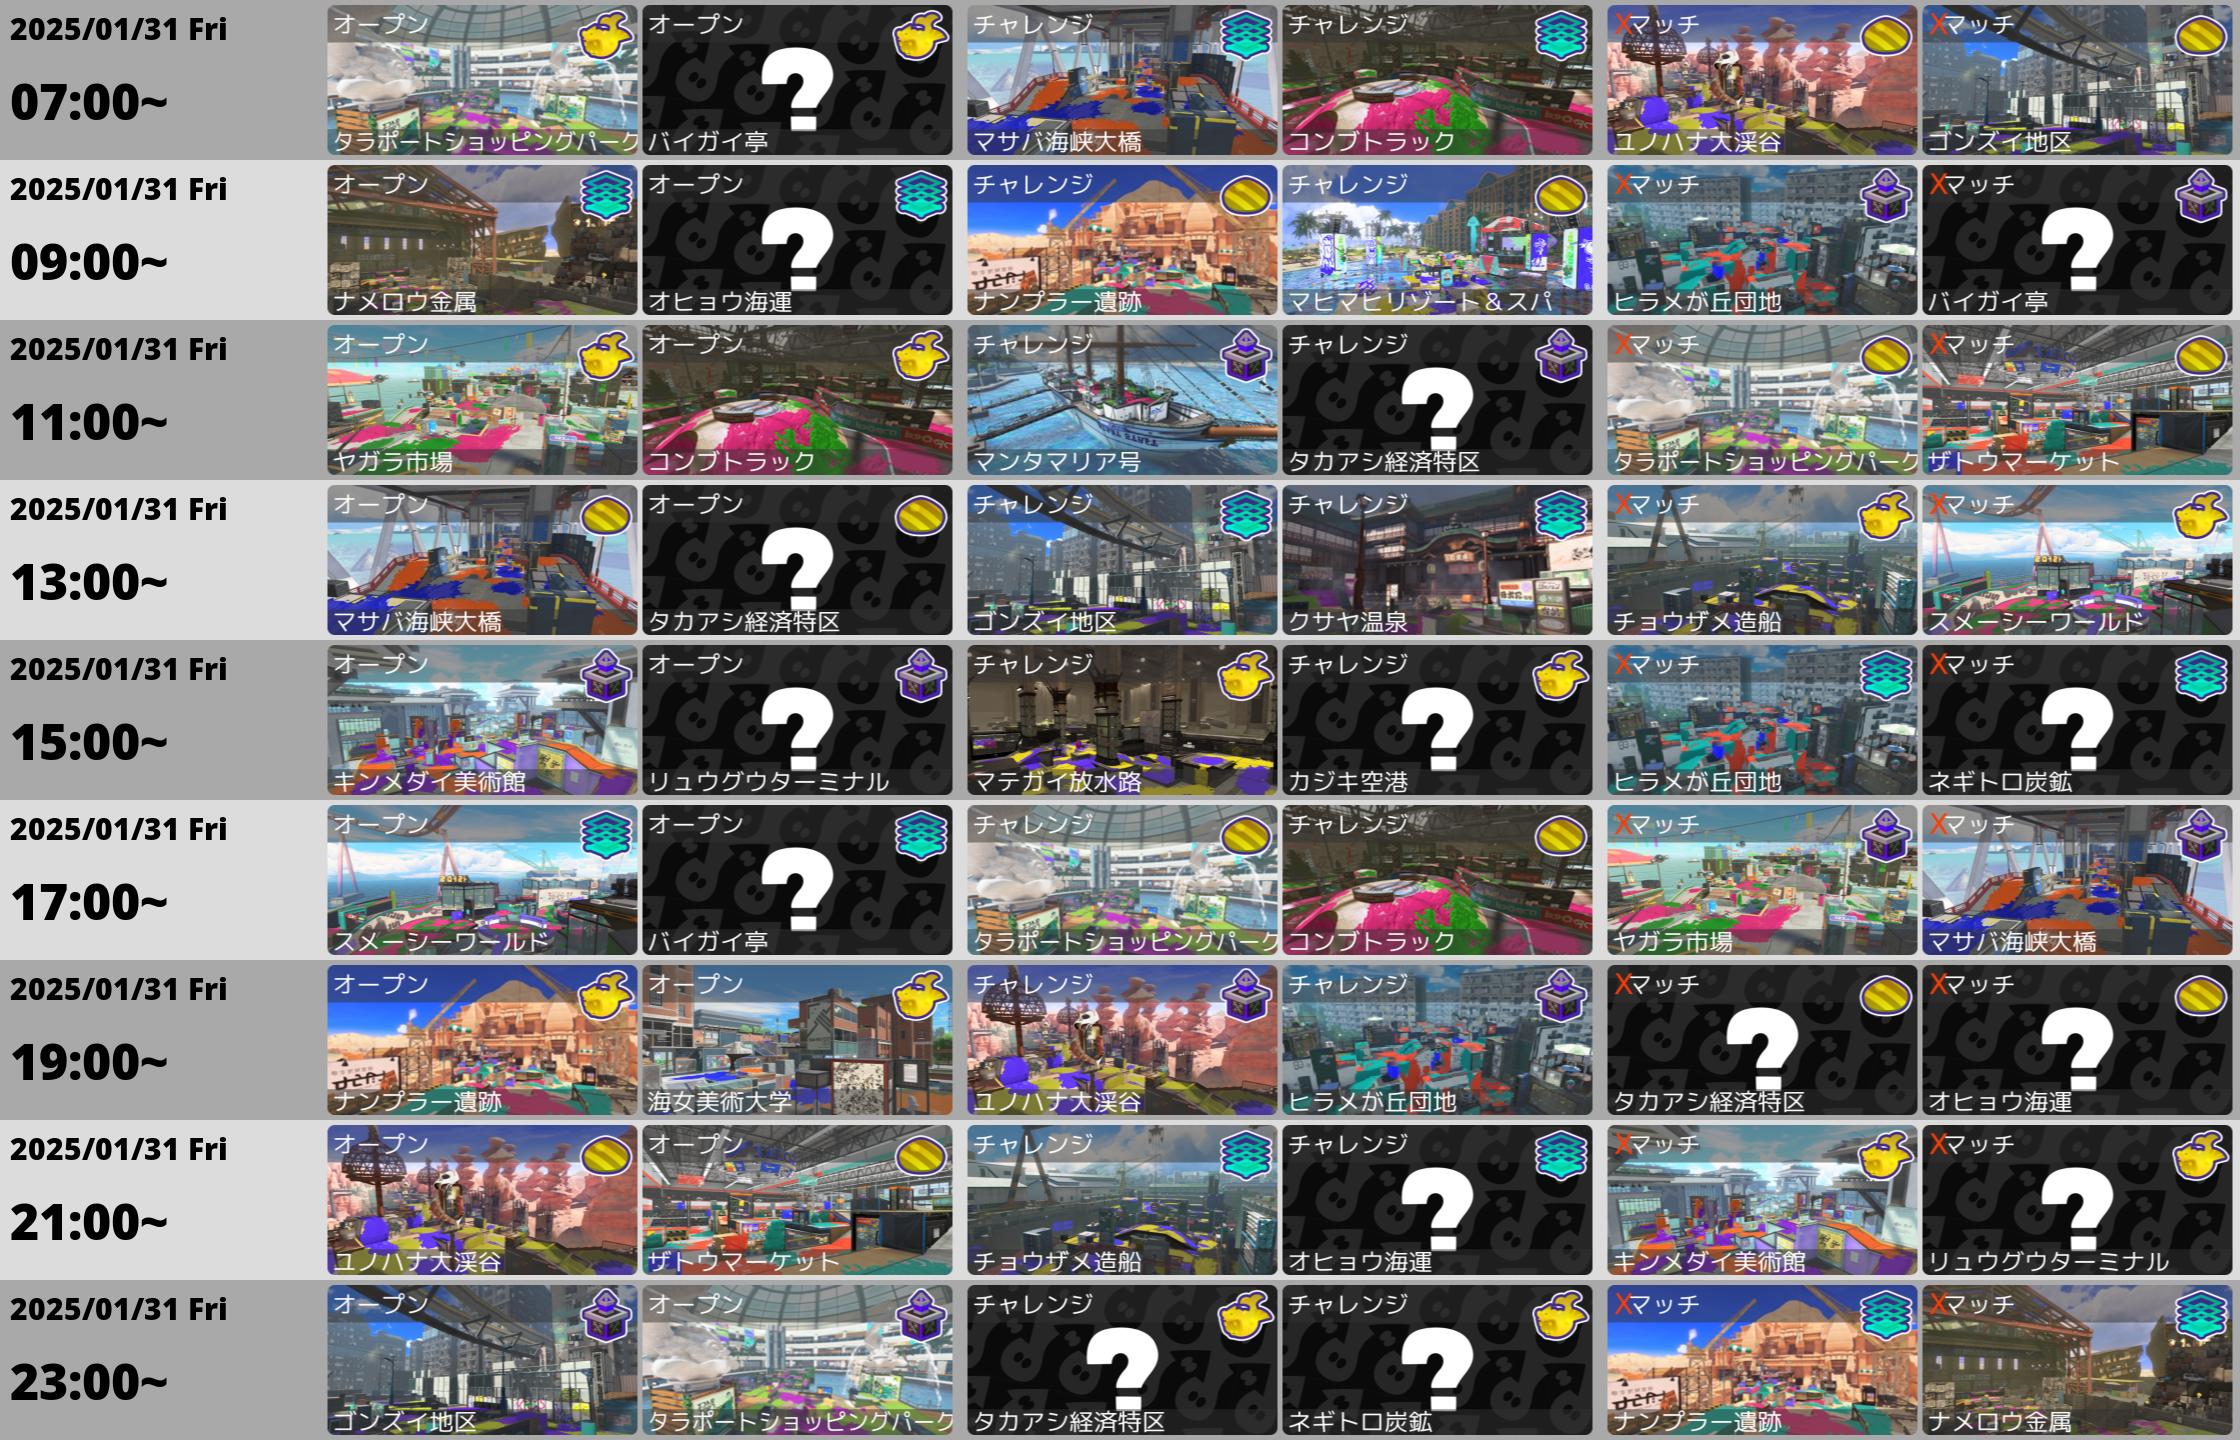 2025/01/31 Fri
07:00~
オープン
タラポートショッピングパーク
オープン
バイガイ亭
チャレンジ
マサバ海峡大橋
チャレンジ
コンブトラック
Xマッチ
ユノハナ大渓谷
Xマッチ
ゴンズイ地区
2025/01/31 Fri
09:00~
オープン
ナメロウ金属
オープン
オヒョウ海運
チャレンジ
ナンプラー遺跡
チャレンジ
マヒマヒリゾート&スパ
Xマッチ
ヒラメが丘団地
Xマッチ
バイガイ亭
2025/01/31 Fri
11:00~
オープン
ヤガラ市場
オープン
コンブトラック
チャレンジ
マンタマリア号
チャレンジ
タカアシ経済特区
Xマッチ
タラポートショッピングパーク
Xマッチ
ザトウマーケット
2025/01/31 Fri
13:00~
オープン
マサバ海峡大橋
オープン
タカアシ経済特区
チャレンジ
ゴンズイ地区
チャレンジ
クサヤ温泉
Xマッチ
チョウザメ造船
Xマッチ
スメーシーワールド
2025/01/31 Fri
15:00~
オープン
キンメダイ美術館
オープン
リュウグウターミナル
チャレンジ
マテガイ放水路
チャレンジ
カジキ空港
Xマッチ
ヒラメが丘団地
Xマッチ
ネギトロ炭鉱
2025/01/31 Fri
17:00~
オープン
スメーシーワールド
オープン
バイガイ亭
チャレンジ
タラポートショッピングパーク
チャレンジ
コンブトラック
Xマッチ
ヤガラ市場
Xマッチ
マサバ海峡大橋
2025/01/31 Fri
19:00~
オープン
ナンプラー遺跡
オープン
海女美術大学
チャレンジ
ユノハナ大渓谷
チャレンジ
ヒラメが丘団地
Xマッチ
タカアシ経済特区
Xマッチ
オヒョウ海運
2025/01/31 Fri
21:00~
オープン
ユノハナ大渓谷
オープン
ザトウマーケット
チャレンジ
チョウザメ造船
チャレンジ
オヒョウ海運
Xマッチ
キンメダイ美術館
Xマッチ
リュウグウターミナル
2025/01/31 Fri
23:00~
オープン
ゴンズイ地区
オープン
タラポートショッピングパーク
チャレンジ
タカアシ経済特区
チャレンジ
ネギトロ炭鉱
Xマッチ
ナンプラー遺跡
Xマッチ
ナメロウ金属